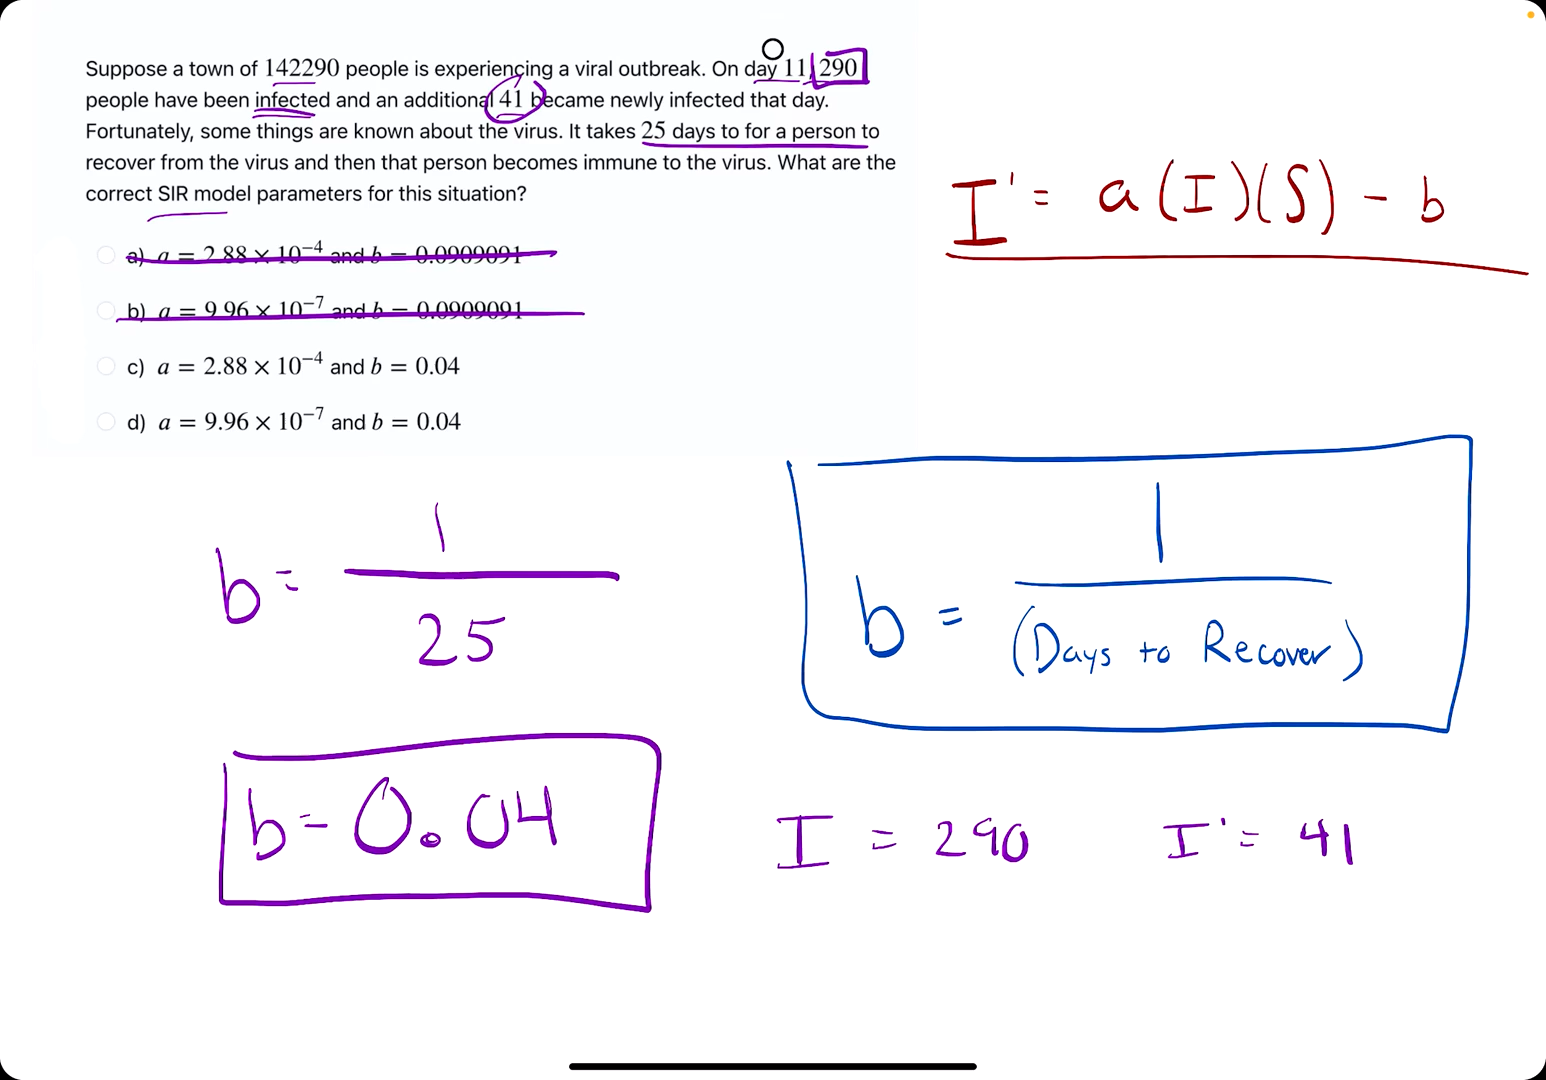 Suppose a town of 142290 people is experiencing a viral outbreak. On day 11, 290
people have been infected and an additional 41 became newly infected that day.
Fortunately, some things are known about the virus. It takes 25 days to for a person to
recover from the virus and then that person becomes immune to the virus. What are the
correct SIR model parameters for this situation?
I' = a(I)(S) - b
a) a = 2.88 × 10⁻⁴ and b = 0.0909091
b) a = 9.96 × 10⁻⁷ and b = 0.0909091
c) a = 2.88 × 10⁻⁴ and b = 0.04
d) a = 9.96 × 10⁻⁷ and b = 0.04
b = 1 / 25
b = 1 / (Days to Recover)
b = 0.04
I = 290
I' = 41